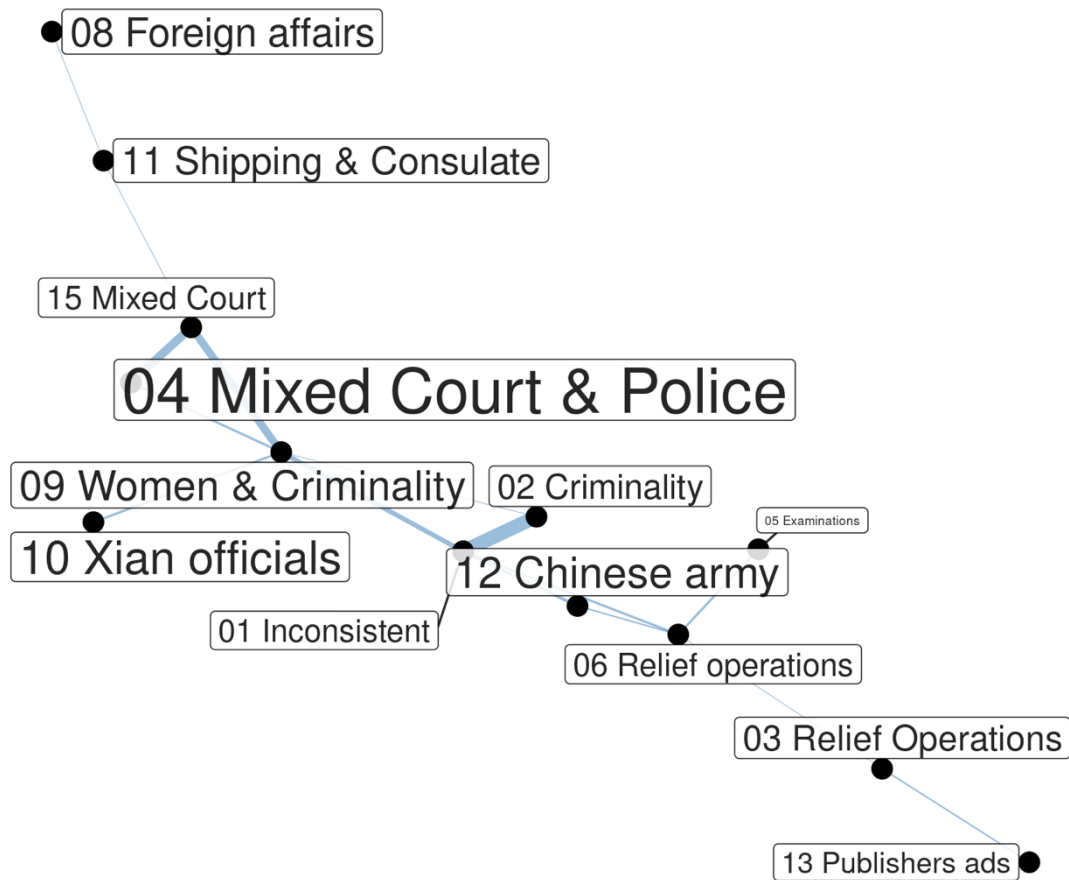 08 Foreign affairs
11 Shipping & Consulate
15 Mixed Court
04 Mixed Court & Police
09 Women & Criminality
02 Criminality
05 Examinations
10 Xian officials
12 Chinese army
01 Inconsistent
06 Relief operations
03 Relief Operations
13 Publishers ads